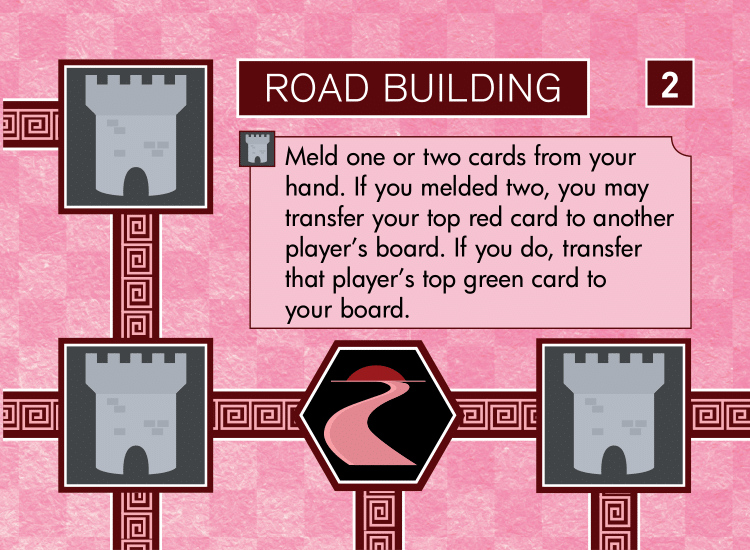 ROAD BUILDING
2
Meld one or two cards from your
hand. If you melded two, you may
transfer your top red card to another
player's board. If you do, transfer
that player's top green card to
your board.